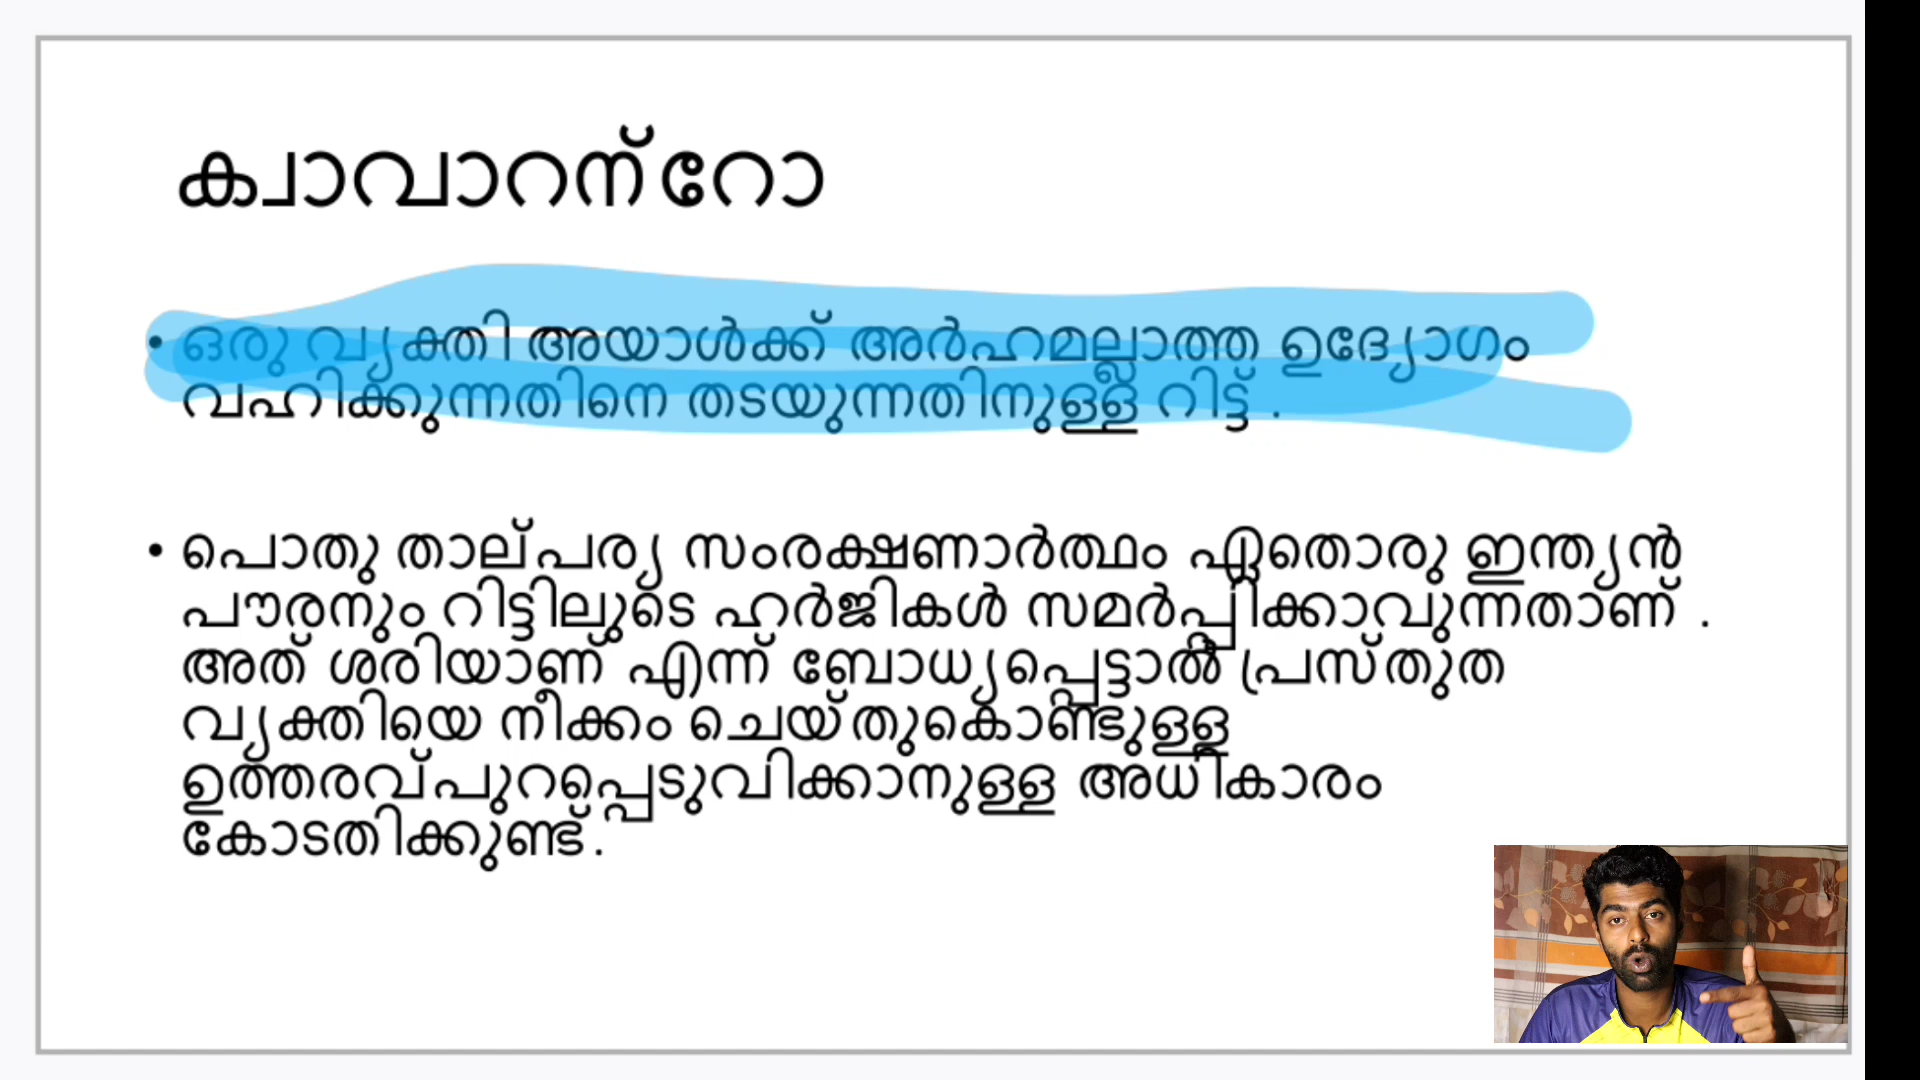 ക്വാവാറന്റോ
• ഒരു വ്യക്തി അയാൾക്ക് അർഹമല്ലാത്ത ഉദ്യോഗം
വഹിക്കുന്നതിനെ തടയുന്നതിനുള്ള റിട്ട് .
• പൊതു താല്പര്യ സംരക്ഷണാർത്ഥം ഏതൊരു ഇന്ത്യൻ
പൗരനും റിട്ടിലൂടെ ഹർജികൾ സമർപ്പിക്കാവുന്നതാണ് .
അത് ശരിയാണ് എന്ന് ബോധ്യപ്പെട്ടാൽ പ്രസ്തുത
വ്യക്തിയെ നീക്കം ചെയ്തുകൊണ്ടുള്ള
ഉത്തരവ്പുറപ്പെടുവിക്കാനുള്ള അധികാരം
കോടതിക്കുണ്ട്.